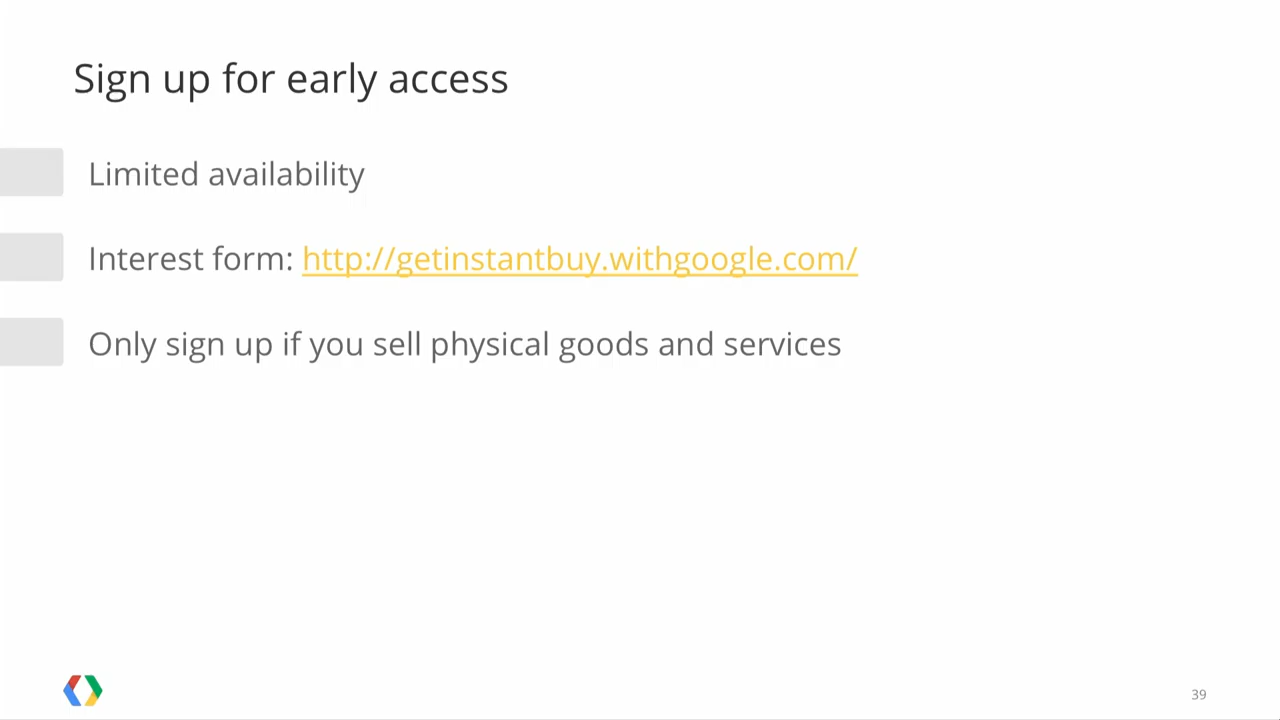 Sign up for early access
Limited availability
Interest form: http://getinstantbuy.withgoogle.com/
Only sign up if you sell physical goods and services
39